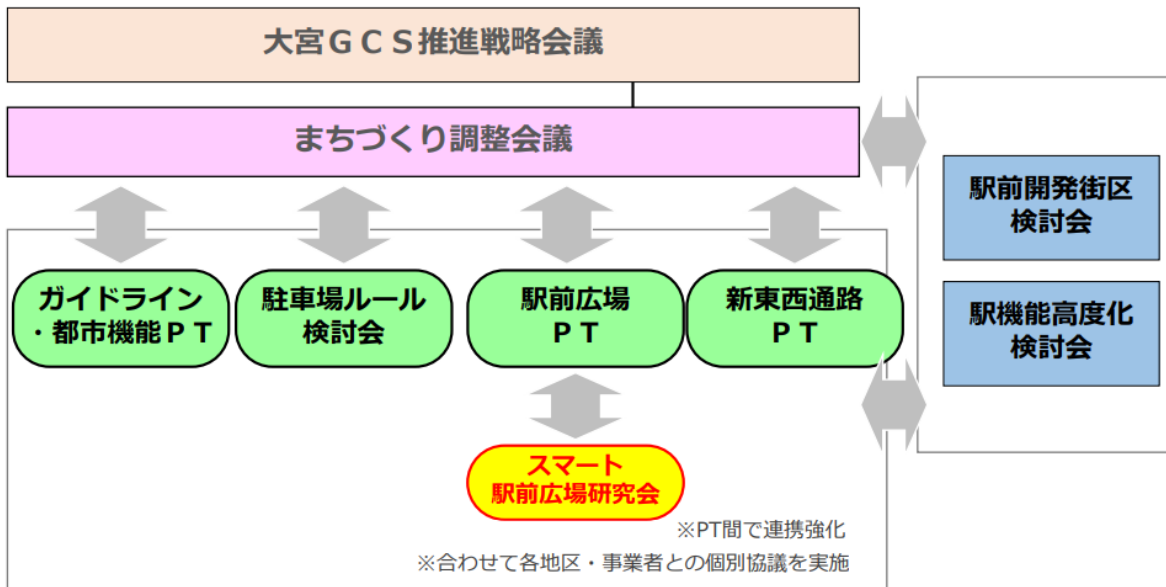 大宮ＧＣＳ推進戦略会議
まちづくり調整会議
ガイドライン
・都市機能ＰＴ
駐車場ルール
検討会
駅前広場
ＰＴ
新東西通路
ＰＴ
スマート
駅前広場研究会
※PT間で連携強化
※合わせて各地区・事業者との個別協議を実施
駅前開発街区
検討会
駅機能高度化
検討会